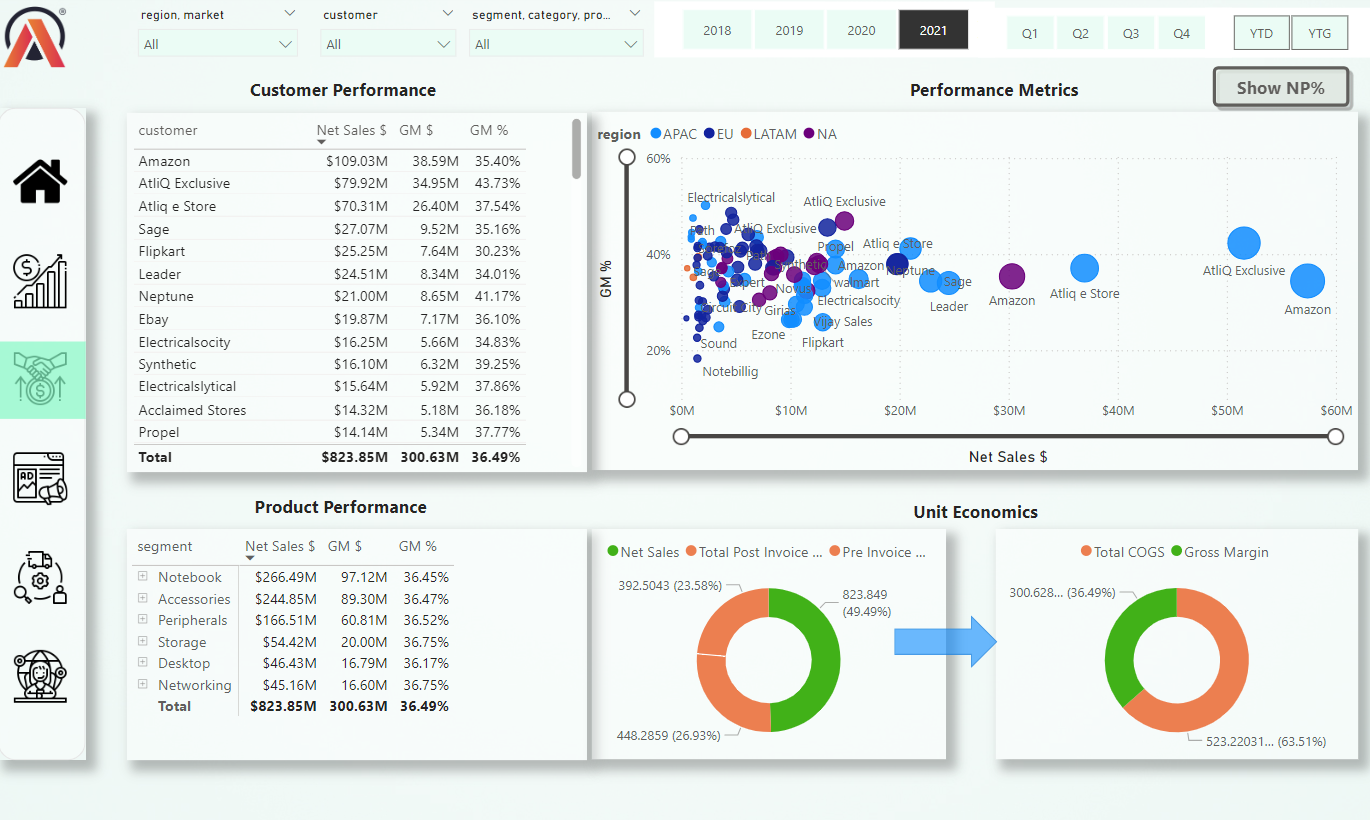 region, market
customer
segment, category, pro...
All
All
All
2018
2019
2020
2021
Q1
Q2
Q3
Q4
YTD
YTG
Customer Performance
Performance Metrics
Show NP%
customer Net Sales $ GM $ GM %
Amazon $109.03M 38.59M 35.40%
AtliQ Exclusive $79.92M 34.95M 43.73%
Atliq e Store $70.31M 26.40M 37.54%
Sage $27.07M 9.52M 35.16%
Flipkart $25.25M 7.64M 30.23%
Leader $24.51M 8.34M 34.01%
Neptune $21.00M 8.65M 41.17%
Ebay $19.87M 7.17M 36.10%
Electricalsocity $16.25M 5.66M 34.83%
Synthetic $16.10M 6.32M 39.25%
Electricalslytical $15.64M 5.92M 37.86%
Acclaimed Stores $14.32M 5.18M 36.18%
Propel $14.14M 5.34M 37.77%
Total $823.85M 300.63M 36.49%
region APAC EU LATAM NA
60%
40%
20%
GM %
Electricalslytical
AtliQ Exclusive
AtliQ Exclusive
Propel
Atliq e Store
Synthetic
Amazon
Neptune
AtliQ Exclusive
Expert
Novus
walmart
Sage
Amazon
Atliq e Store
Amazon
Circuit City
Girias
Electricalsocity
Leader
Vijay Sales
Sound
Ezone
Flipkart
Notebillig
$0M $10M $20M $30M $40M $50M $60M
Net Sales $
Product Performance
Unit Economics
segment Net Sales $ GM $ GM %
Notebook $266.49M 97.12M 36.45%
Accessories $244.85M 89.30M 36.47%
Peripherals $166.51M 60.81M 36.52%
Storage $54.42M 20.00M 36.75%
Desktop $46.43M 16.79M 36.17%
Networking $45.16M 16.60M 36.75%
Total $823.85M 300.63M 36.49%
Net Sales Total Post Invoice ... Pre Invoice ...
392.5043 (23.58%)
823.849
(49.49%)
448.2859 (26.93%)
Total COGS Gross Margin
300.628... (36.49%)
523.22031... (63.51%)
AD